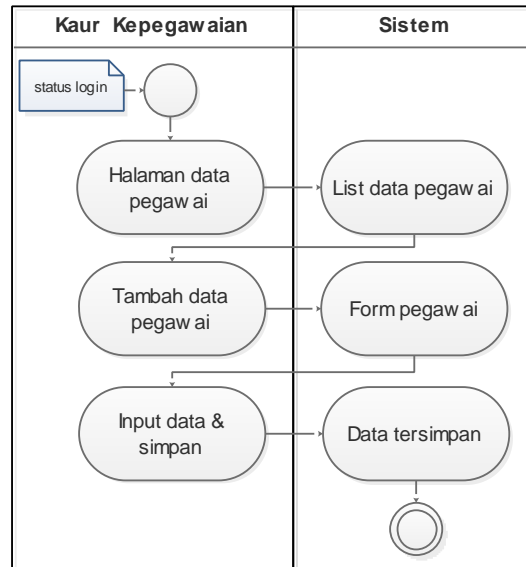 Kaur Kepegawaian
Sistem
status login
Halaman data
pegawai
List data pegawai
Tambah data
pegawai
Form pegawai
Input data &
simpan
Data tersimpan